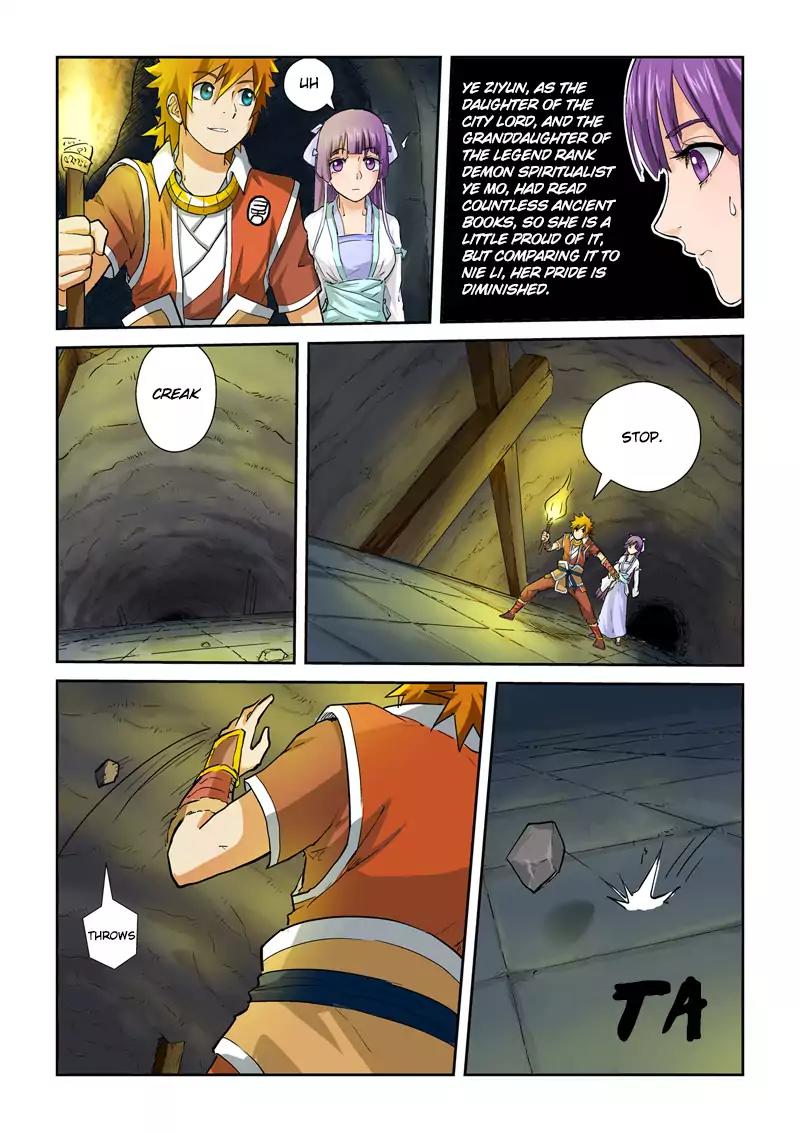 UH
YE ZIYUN, AS THE
DAUGHTER OF THE
CITY LORD, AND THE
GRANDDAUGHTER OF
THE LEGEND RANK
DEMON SPIRITUALIST
YE MO, HAD READ
COUNTLESS ANCIENT
BOOKS, SO SHE IS A
LITTLE PROUD OF IT,
BUT COMPARING IT TO
NIE LI, HER PRIDE IS
DIMINISHED.
CREAK
STOP.
THROWS
TA